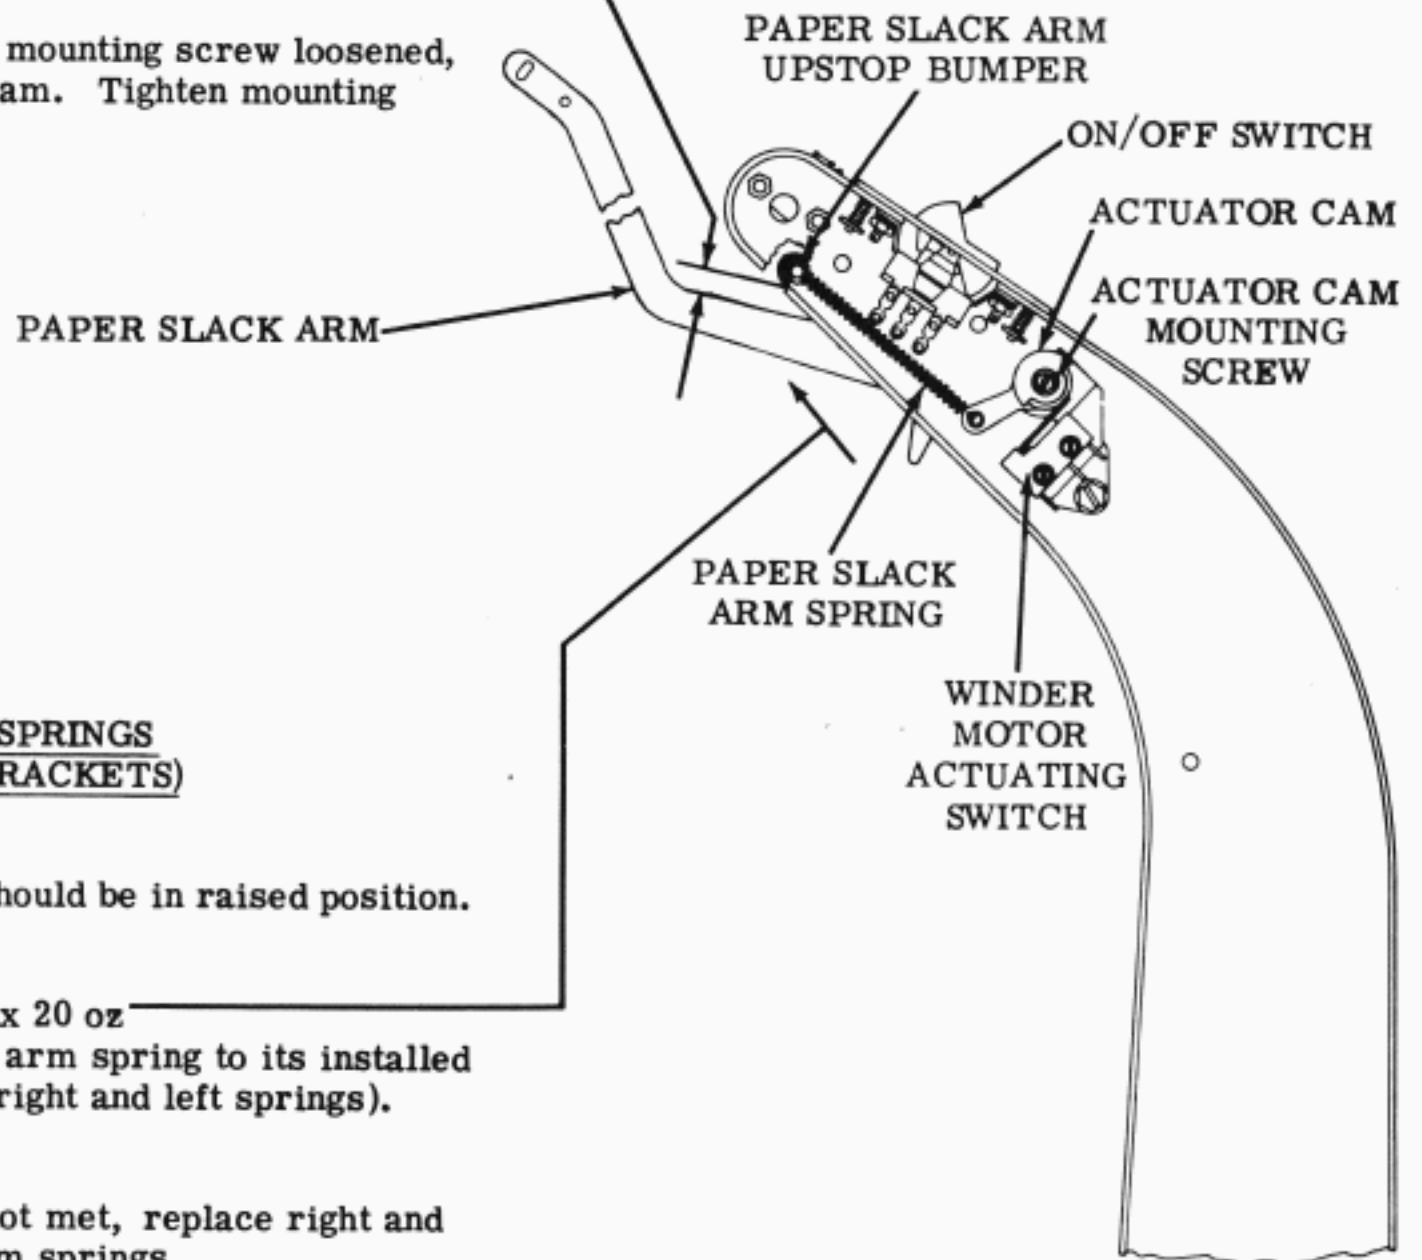 mounting screw loosened,
am. Tighten mounting
PAPER SLACK ARM
UPSTOP BUMPER
ON/OFF SWITCH
ACTUATOR CAM
ACTUATOR CAM
MOUNTING
SCREW
PAPER SLACK ARM
PAPER SLACK
ARM SPRING
WINDER
MOTOR
ACTUATING
SWITCH
SPRINGS
RACKETS)
hould be in raised position.
x 20 oz
arm spring to its installed
right and left springs).
ot met, replace right and
m springs